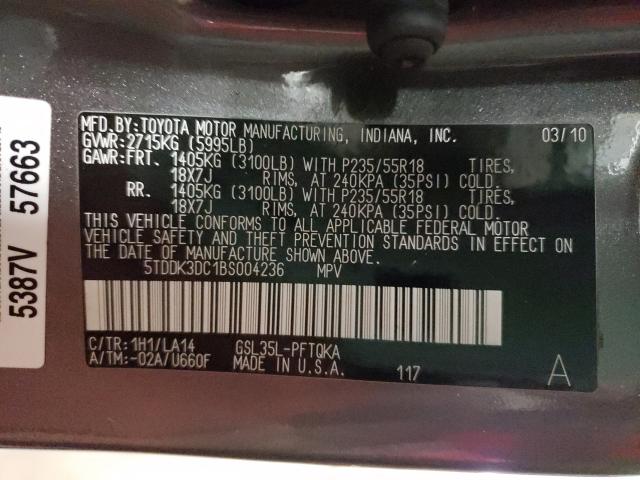 MFD.BY:TOYOTA MOTOR MANUFACTURING, INDIANA, INC. 03/10
GVWR:2715KG (5995LB)
GAWR:FRT. 1405KG (3100LB) WITH P235/55R18 TIRES,
18X7J RIMS, AT 240KPA (35PSI) COLD.
RR. 1405KG (3100LB) WITH P235/55R18 TIRES,
18X7J RIMS, AT 240KPA (35PSI) COLD.
THIS VEHICLE CONFORMS TO ALL APPLICABLE FEDERAL MOTOR
VEHICLE SAFETY AND THEFT PREVENTION STANDARDS IN EFFECT ON
THE DATE OF MANUFACTURE SHOWN ABOVE.
5TDDK3DC1BS004236 MPV
C/TR:1H1/LA14 GSL35L-PFTQKA
A/TM:-02A/U660F MADE IN U.S.A. 117 A
5387V 57663